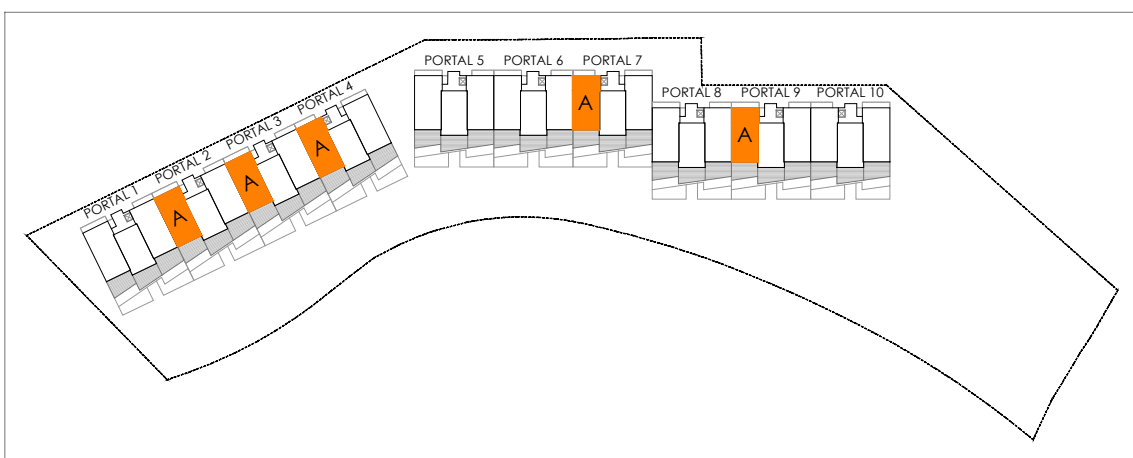 PORTAL 1
PORTAL 2
PORTAL 3
PORTAL 4
PORTAL 5
PORTAL 6
PORTAL 7
PORTAL 8
PORTAL 9
PORTAL 10
A
A
A
A
A